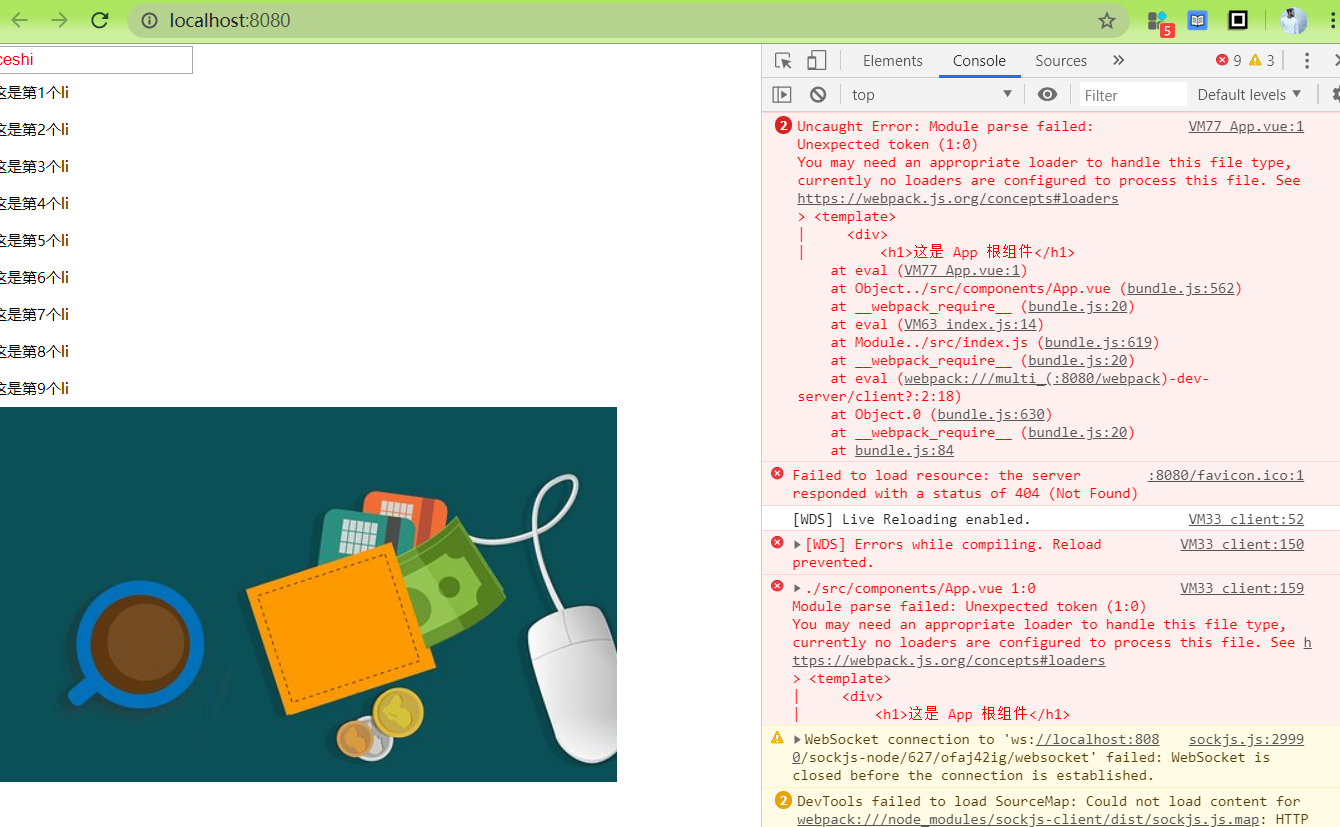 localhost:8080
5
ceshi
这是第1个li
这是第2个li
这是第3个li
这是第4个li
这是第5个li
这是第6个li
这是第7个li
这是第8个li
这是第9个li
Elements Console Sources » 9 3
top Filter Default levels
2 Uncaught Error: Module parse failed: VM77 App.vue:1
Unexpected token (1:0)
You may need an appropriate loader to handle this file type,
currently no loaders are configured to process this file. See
https://webpack.js.org/concepts#loaders
> <template>
| <div>
| <h1>这是 App 根组件</h1>
at eval (VM77 App.vue:1)
at Object../src/components/App.vue (bundle.js:562)
at __webpack_require__ (bundle.js:20)
at eval (VM63 index.js:14)
at Module../src/index.js (bundle.js:619)
at __webpack_require__ (bundle.js:20)
at eval (webpack:///multi_(:8080/webpack)-dev-
server/client?:2:18)
at Object.0 (bundle.js:630)
at __webpack_require__ (bundle.js:20)
at bundle.js:84
Failed to load resource: the server :8080/favicon.ico:1
responded with a status of 404 (Not Found)
[WDS] Live Reloading enabled. VM33 client:52
[WDS] Errors while compiling. Reload VM33 client:150
prevented.
./src/components/App.vue 1:0 VM33 client:159
Module parse failed: Unexpected token (1:0)
You may need an appropriate loader to handle this file type,
currently no loaders are configured to process this file. See h
ttps://webpack.js.org/concepts#loaders
> <template>
| <div>
| <h1>这是 App 根组件</h1>
WebSocket connection to 'ws://localhost:808 sockjs.js:2999
0/sockjs-node/627/ofaj42ig/websocket' failed: WebSocket is
closed before the connection is established.
2 DevTools failed to load SourceMap: Could not load content for
webpack:///node_modules/sockjs-client/dist/sockjs.js.map: HTTP